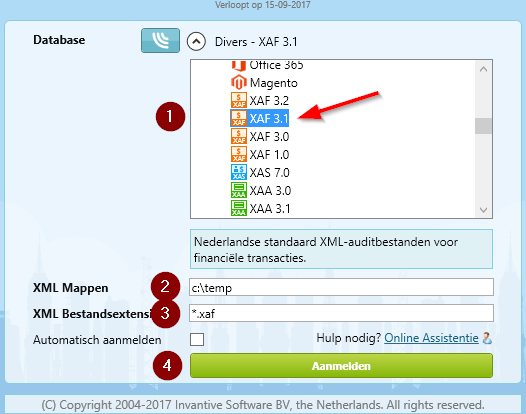 Verloopt op 15-09-2017
Database
Divers - XAF 3.1
Office 365
Magento
XAF 3.2
1
XAF 3.1
XAF 3.0
XAF 1.0
XAS 7.0
XAA 3.0
XAA 3.1
Nederlandse standaard XML-auditbestanden voor
financiële transacties.
XML Mappen 2 c:\temp
XML Bestandsextensi 3 *.xaf
Automatisch aanmelden Hulp nodig? Online Assistentie
4 Aanmelden
(C) Copyright 2004-2017 Invantive Software BV, the Netherlands. All rights reserved.